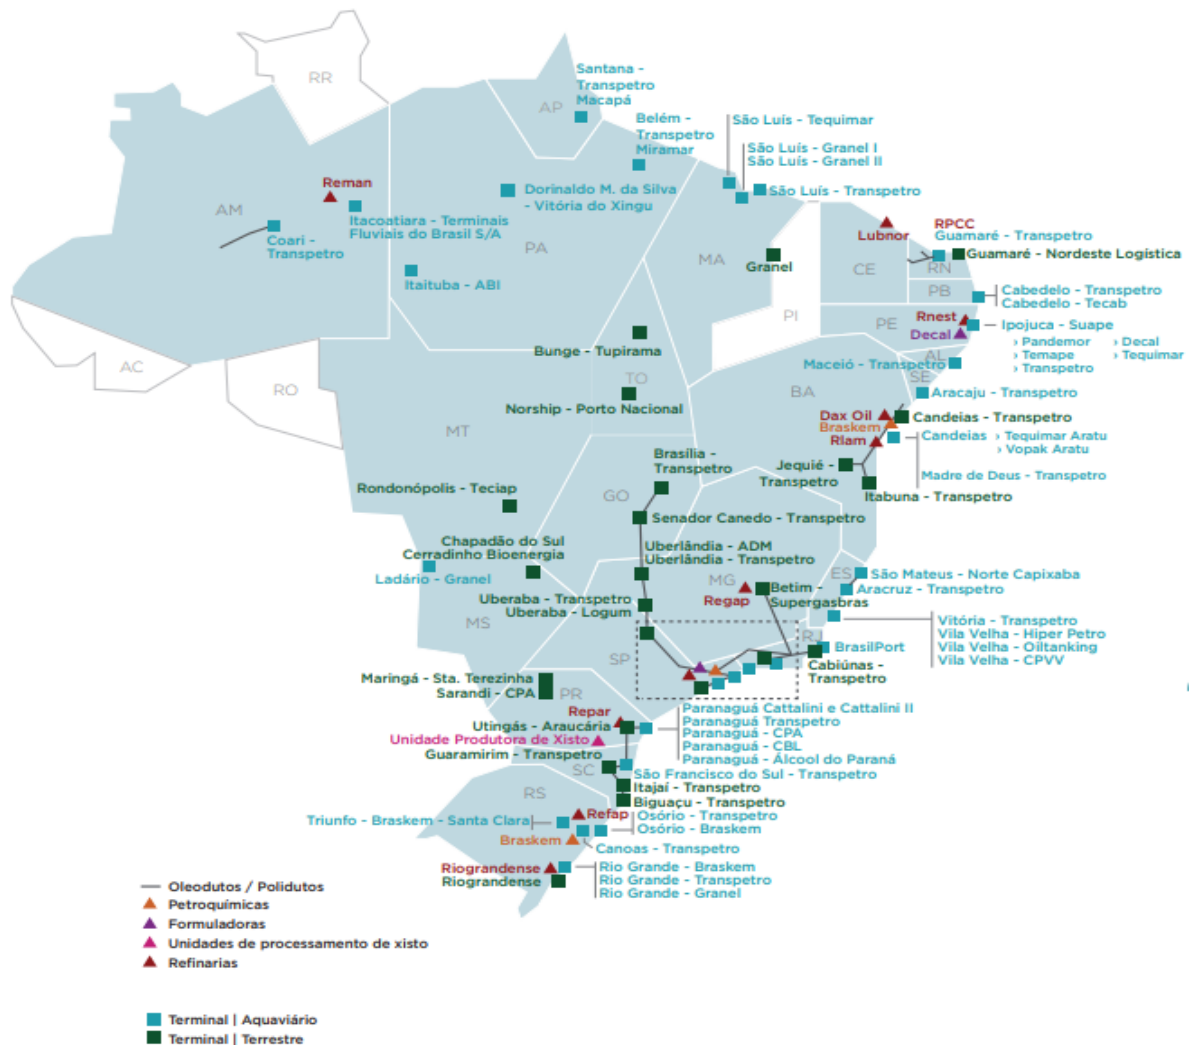 RR
AP
Santana -
Transpetro
Macapá
Belém -
Transpetro
Miramar
São Luís - Tequimar
São Luís - Granel I
São Luís - Granel II
São Luís - Transpetro
Reman
AM
Itacoatiara - Terminais
Fluviais do Brasil S/A
Coari -
Transpetro
Dorinaldo M. da Silva
- Vitória do Xingu
PA
Itaituba - ABI
MA
Granel
PI
Lubnor
CE
RPCC
Guamaré - Transpetro
Guamaré - Nordeste Logística
RN
PB
Cabedelo - Transpetro
Cabedelo - Tecab
PE
Rnest
Decal
Ipojuca - Suape
› Pandemor › Decal
› Temape › Tequimar
› Transpetro
AL
Maceió - Transpetro
SE
Aracaju - Transpetro
AC
RO
Bunge - Tupirama
TO
Norship - Porto Nacional
BA
MT
Dax Oil
Braskem
Rlam
Candeias - Transpetro
Candeias › Tequimar Aratu
› Vopak Aratu
Madre de Deus - Transpetro
Jequié -
Transpetro
Itabuna - Transpetro
Brasília -
Transpetro
GO
Senador Canedo - Transpetro
Rondonópolis - Teciap
Chapadão do Sul
Cerradinho Bioenergia
Ladário - Granel
Uberlândia - ADM
Uberlândia - Transpetro
MG
Regap
Betim -
Supergasbras
ES
São Mateus - Norte Capixaba
Aracruz - Transpetro
Uberaba - Transpetro
Uberaba - Logum
MS
SP
RJ
BrasilPort
Vitória - Transpetro
Vila Velha - Hiper Petro
Vila Velha - Oiltanking
Vila Velha - CPVV
Cabiúnas -
Transpetro
Maringá - Sta. Terezinha
Sarandi - CPA
PR
Repar
Utingás - Araucária
Unidade Produtora de Xisto
Guaramirim - Transpetro
Paranaguá Cattalini e Cattalini II
Paranaguá Transpetro
Paranaguá - CPA
Paranaguá - CBL
Paranaguá - Álcool do Paraná
SC
São Francisco do Sul - Transpetro
Itajaí - Transpetro
Biguaçu - Transpetro
RS
Refap
Triunfo - Braskem - Santa Clara
Osório - Transpetro
Osório - Braskem
Braskem
Canoas - Transpetro
Riograndense
Riograndense
Rio Grande - Braskem
Rio Grande - Transpetro
Rio Grande - Granel
Oleodutos / Polidutos
Petroquímicas
Formuladoras
Unidades de processamento de xisto
Refinarias
Terminal | Aquaviário
Terminal | Terrestre